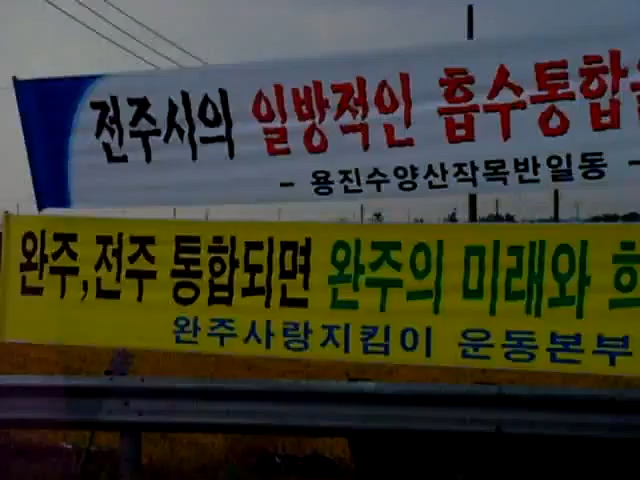 전주시의 일방적인 흡수통합
- 용진수양산작목반일동 -
완주,전주 통합되면 완주의 미래와
완주사랑지킴이 운동본부